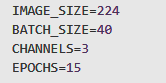 IMAGE_SIZE=224
BATCH_SIZE=40
CHANNELS=3
EPOCHS=15